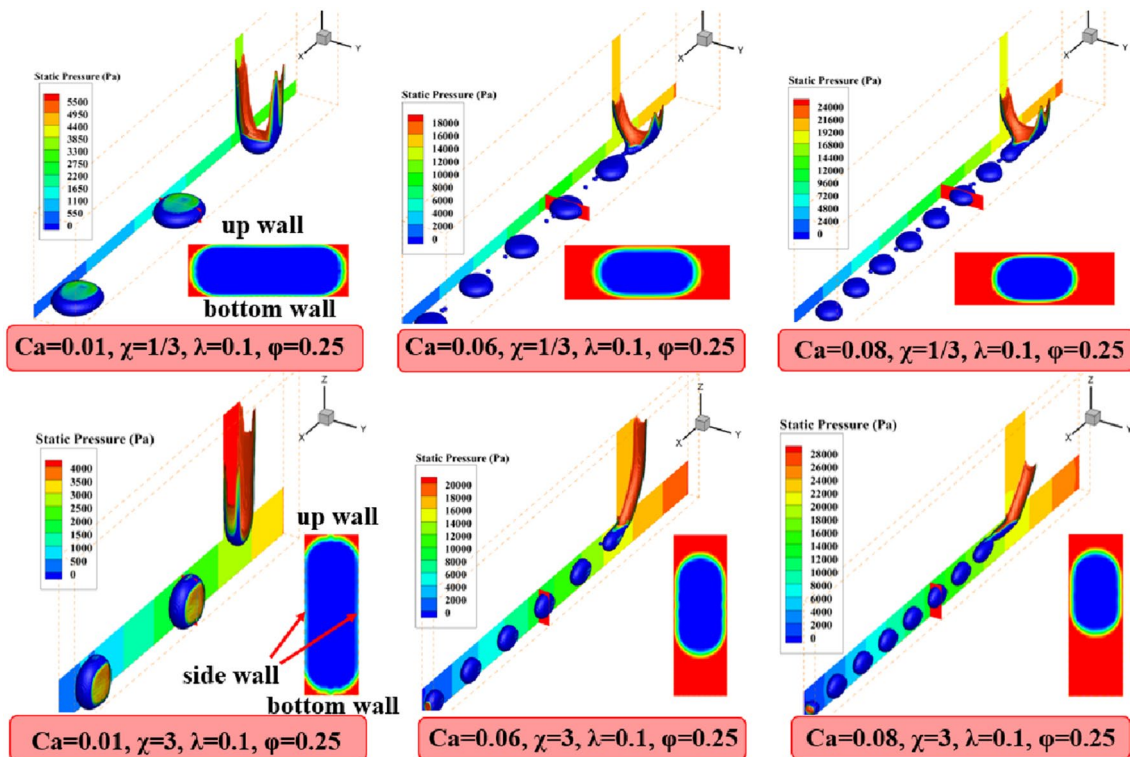 X
Y
Static Pressure (Pa)
5500
4950
4400
3850
3300
2750
2200
1650
1100
550
0
up wall
bottom wall
Ca=0.01, χ=1/3, λ=0.1, φ=0.25
X
Y
Static Pressure (Pa)
18000
16000
14000
12000
10000
8000
6000
4000
2000
0
Ca=0.06, χ=1/3, λ=0.1, φ=0.25
X
Y
Static Pressure (Pa)
24000
21600
19200
16800
14400
12000
9600
7200
4800
2400
0
Ca=0.08, χ=1/3, λ=0.1, φ=0.25
Z
X
Y
Static Pressure (Pa)
4000
3500
3000
2500
2000
1500
1000
500
0
up wall
side wall
bottom wall
Ca=0.01, χ=3, λ=0.1, φ=0.25
Z
X
Y
Static Pressure (Pa)
20000
18000
16000
14000
12000
10000
8000
6000
4000
2000
0
Ca=0.06, χ=3, λ=0.1, φ=0.25
Z
X
Y
Static Pressure (Pa)
28000
26000
24000
22000
20000
18000
16000
14000
12000
10000
8000
6000
4000
2000
0
Ca=0.08, χ=3, λ=0.1, φ=0.25